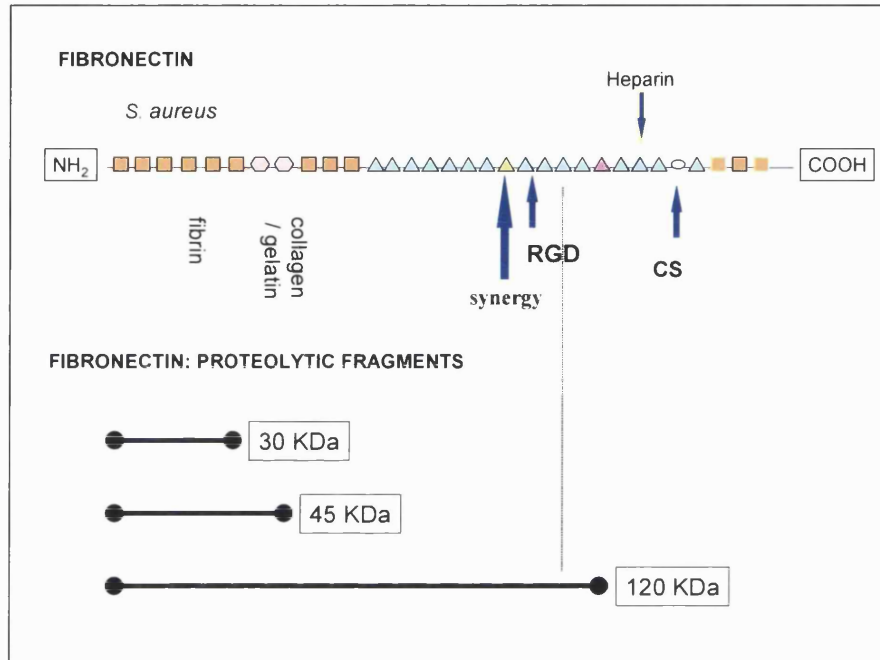 FIBRONECTIN
Heparin
S. aureus
NH2
COOH
fibrin
collagen
/ gelatin
RGD
CS
synergy
FIBRONECTIN: PROTEOLYTIC FRAGMENTS
30 KDa
45 KDa
120 KDa